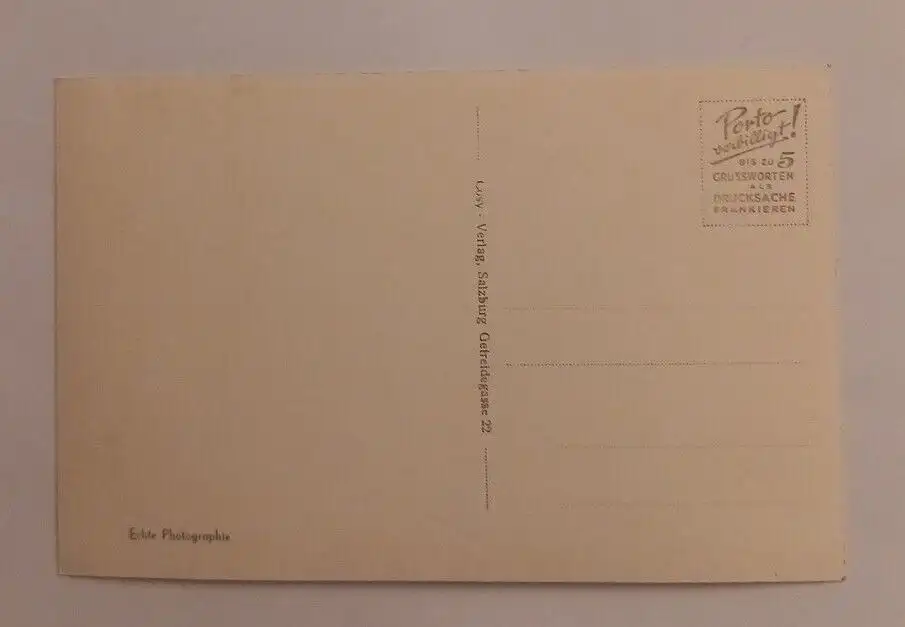 Porto-
verbilligt!
BIS ZU 5
GRUSSWORTEN
ALS
DRUCKSACHE
FRANKIEREN
Cosy - Verlag, Salzburg Getreidegasse 22
Echte Photographie